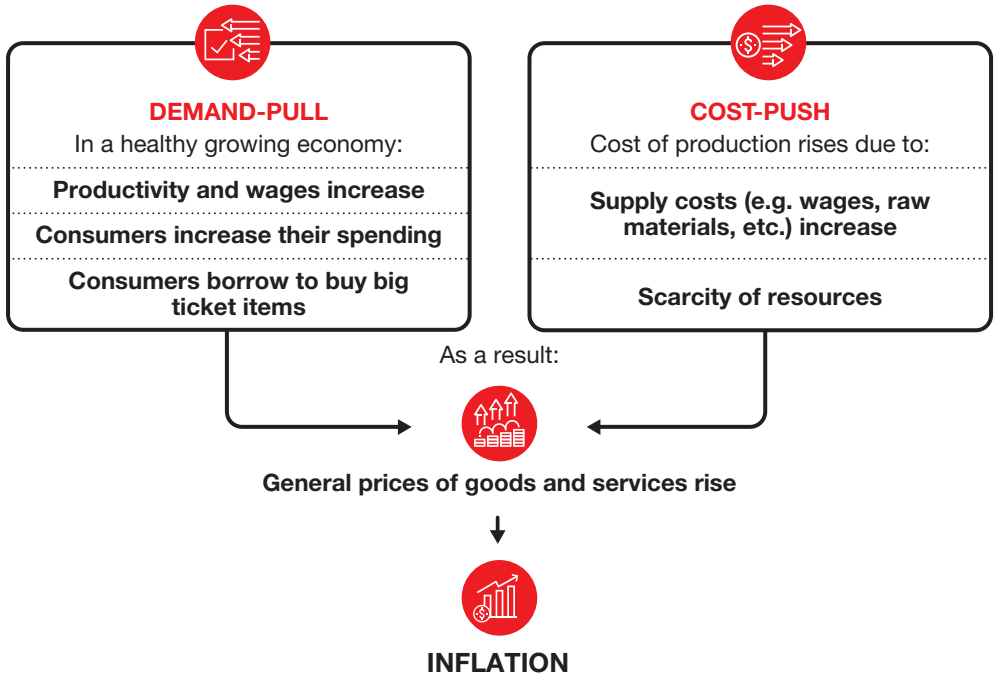 DEMAND-PULL
In a healthy growing economy:
Productivity and wages increase
Consumers increase their spending
Consumers borrow to buy big
ticket items
COST-PUSH
Cost of production rises due to:
Supply costs (e.g. wages, raw
materials, etc.) increase
Scarcity of resources
As a result:
General prices of goods and services rise
INFLATION